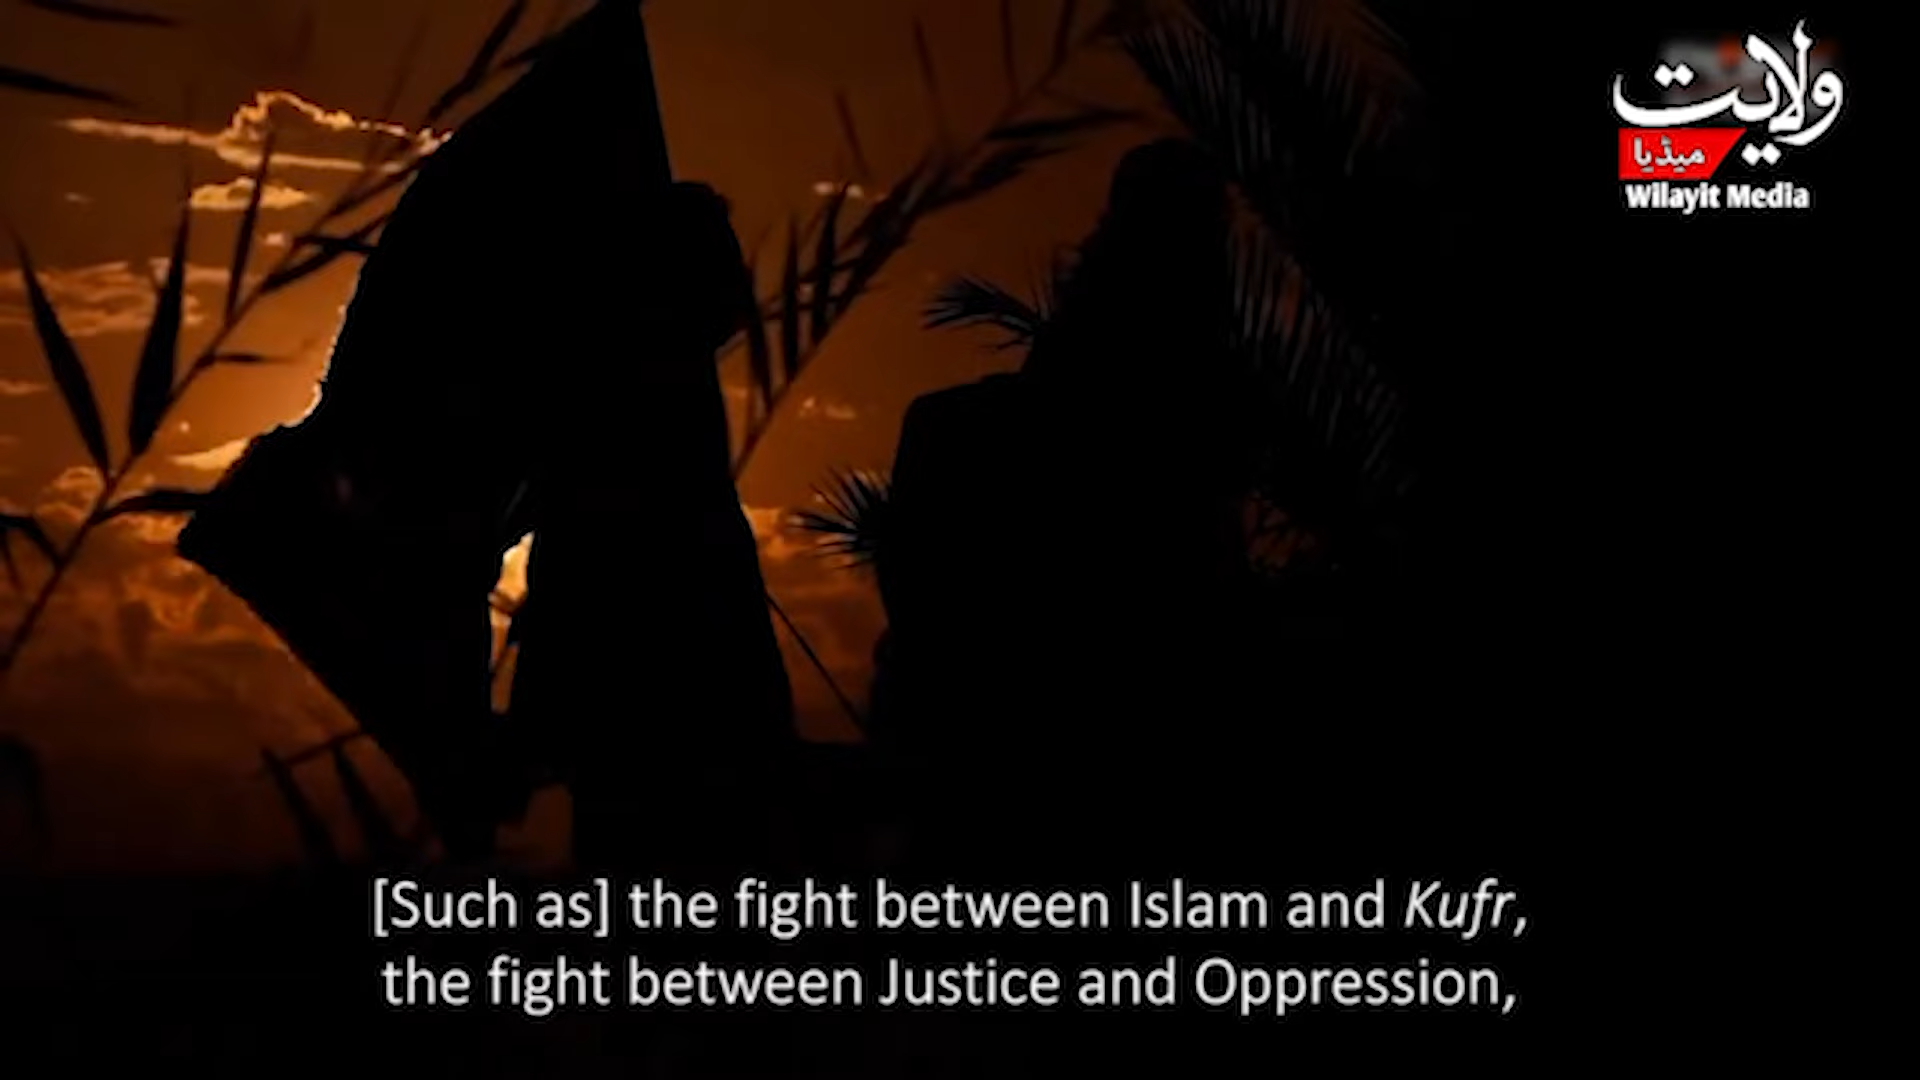 ولایت
میڈیا
Wilayit Media
[Such as] the fight between Islam and Kufr,
the fight between Justice and Oppression,